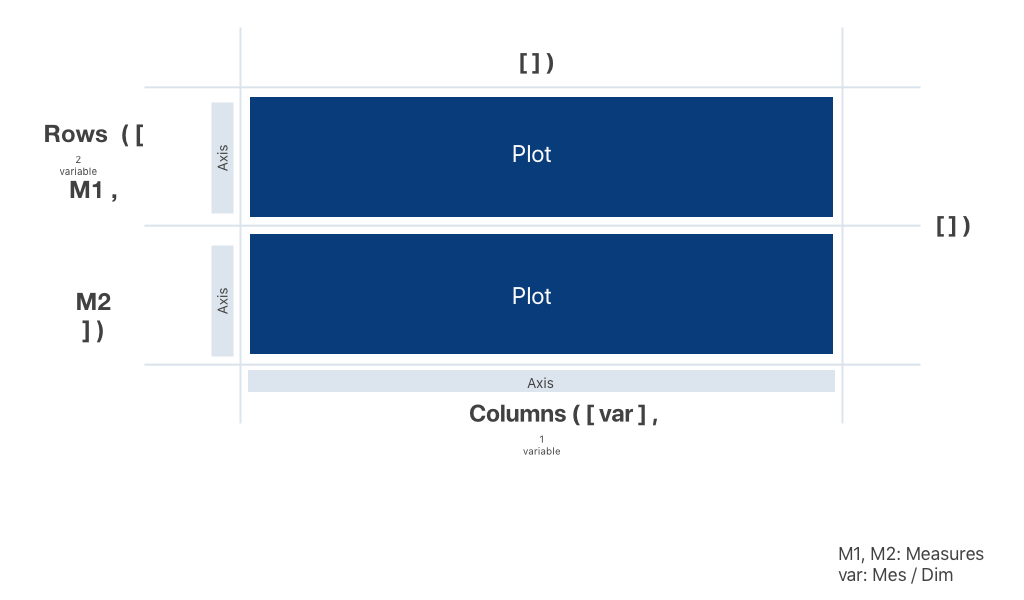 [ ] )
Rows ( [
2
variable
M1 ,
Axis
Plot
[ ] )
M2
] )
Axis
Plot
Axis
Columns ( [ var ] ,
1
variable
M1, M2: Measures
var: Mes / Dim